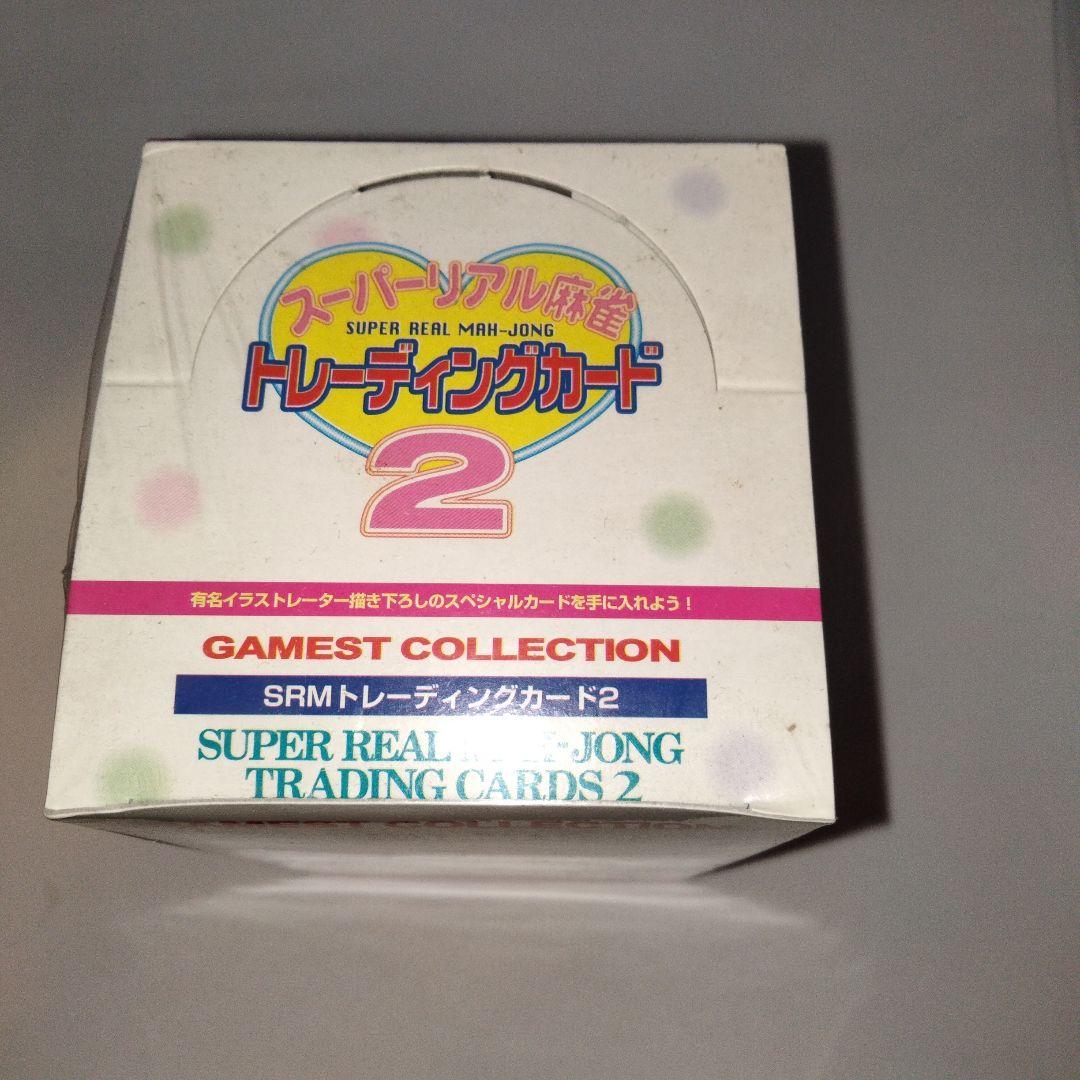 スーパーリアル麻雀
SUPER REAL MAH-JONG
トレーディングカード
2
有名イラストレーター描き下ろしのスペシャルカードを手に入れよう！
GAMEST COLLECTION
SRMトレーディングカード2
SUPER REAL MAH-JONG
TRADING CARDS 2
GAMEST COLLECTION